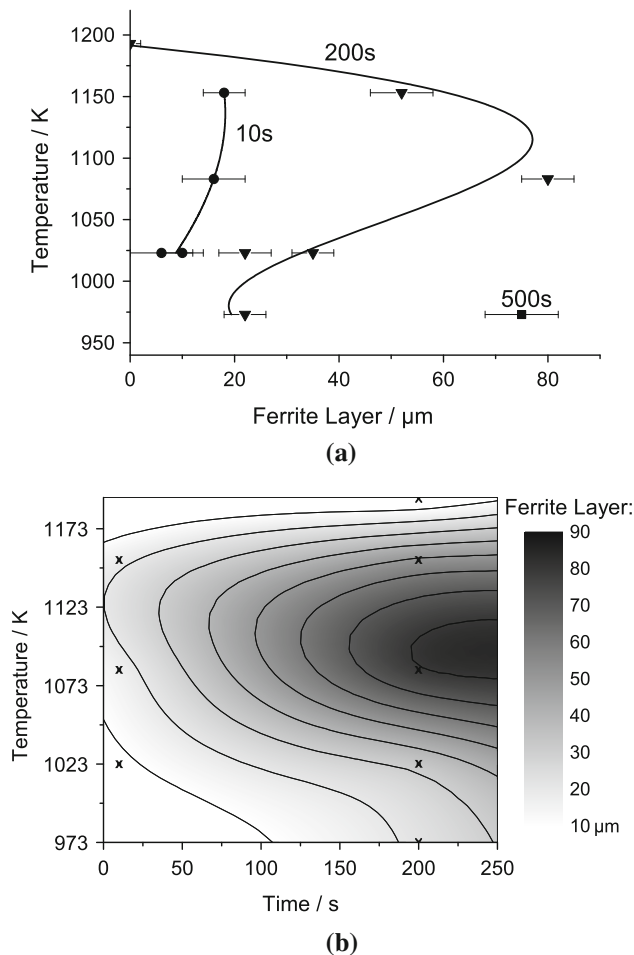 1200
1150
1100
1050
1000
950
Temperature / K
200s
10s
500s
0 20 40 60 80
Ferrite Layer / µm
(a)
Ferrite Layer:
1173
1123
1073
1023
973
Temperature / K
x
x
x
x
x
x
x
x
90
80
70
60
50
40
30
20
10 µm
0 50 100 150 200 250
Time / s
(b)